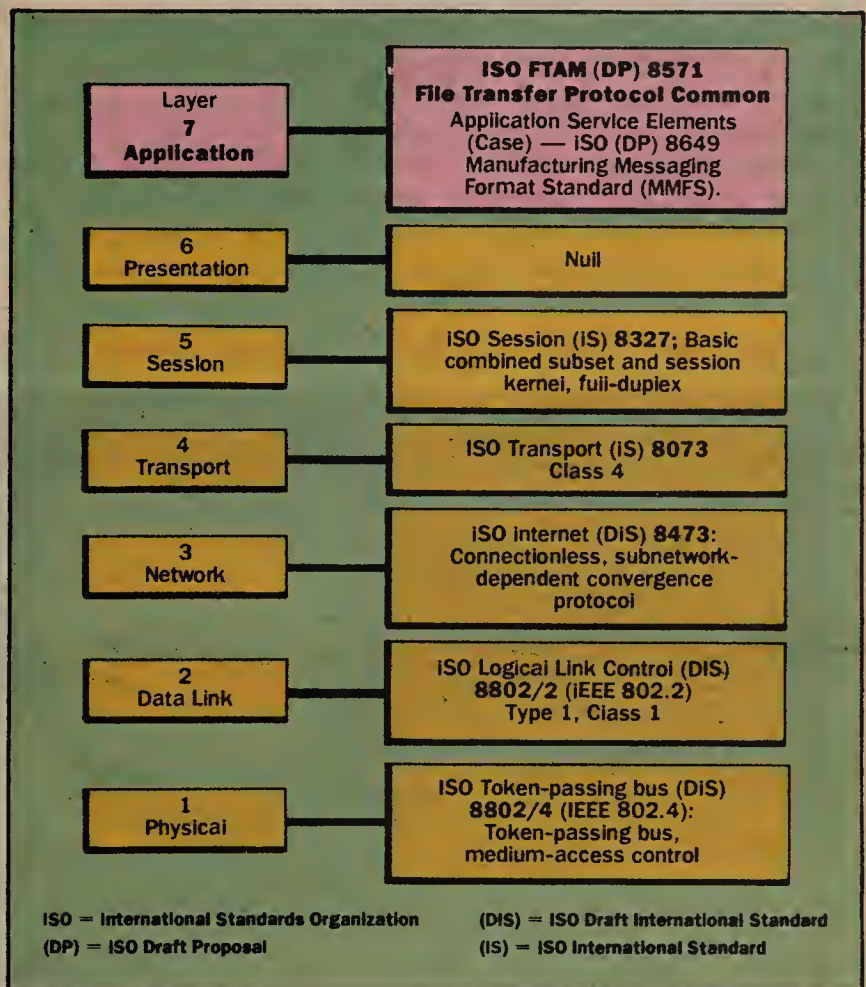 Layer
7
Application
ISO FTAM (DP) 8571
File Transfer Protocol Common
Application Service Elements
(Case) — ISO (DP) 8649
Manufacturing Messaging
Format Standard (MMFS).
6
Presentation
Null
5
Session
ISO Session (IS) 8327; Basic
combined subset and session
kernel, full-duplex
4
Transport
ISO Transport (IS) 8073
Class 4
3
Network
ISO internet (DIS) 8473:
Connectionless, subnetwork-
dependent convergence
protocol
2
Data Link
ISO Logical Link Control (DIS)
8802/2 (IEEE 802.2)
Type 1, Class 1
1
Physical
ISO Token-passing bus (DIS)
8802/4 (IEEE 802.4):
Token-passing bus,
medium-access control
ISO = International Standards Organization
(DP) = ISO Draft Proposal
(DIS) = ISO Draft International Standard
(IS) = ISO International Standard